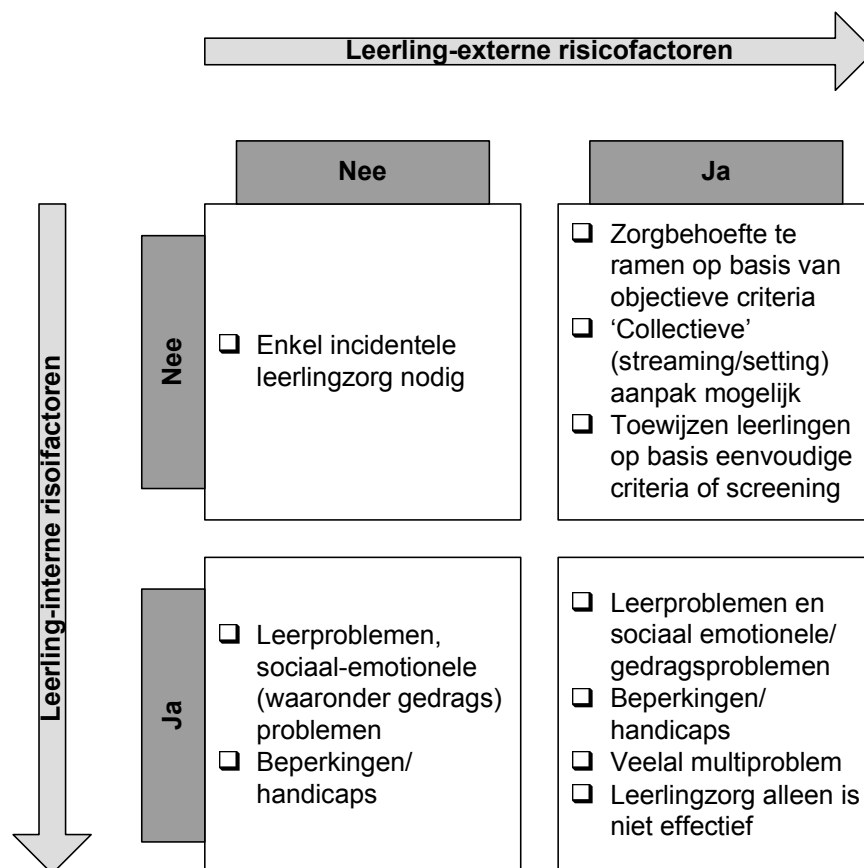 Leerling-externe risicofactoren
Nee
Ja
Leerling-interne risoifactoren
Nee
❑ Enkel incidentele
leerlingzorg nodig
❑ Zorgbehoefte te
ramen op basis van
objectieve criteria
❑ ‘Collectieve’
(streaming/setting)
aanpak mogelijk
❑ Toewijzen leerlingen
op basis eenvoudige
criteria of screening
Ja
❑ Leerproblemen,
sociaal-emotionele
(waaronder gedrags)
problemen
❑ Beperkingen/
handicaps
❑ Leerproblemen en
sociaal emotionele/
gedragsproblemen
❑ Beperkingen/
handicaps
❑ Veelal multiproblem
❑ Leerlingzorg alleen is
niet effectief